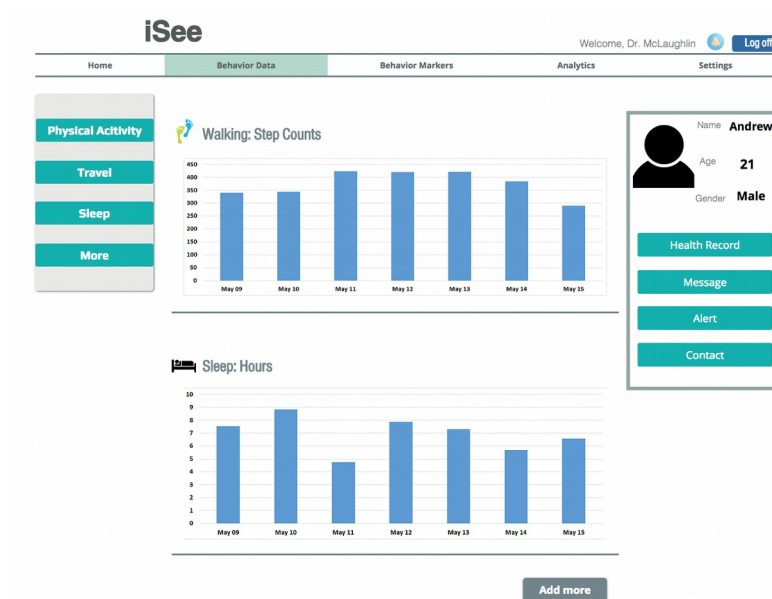 iSee
Welcome, Dr. McLaughlin
Log off
Home
Behavior Data
Behavior Markers
Analytics
Settings
Physical Acitivity
Travel
Sleep
More
Walking: Step Counts
450
400
350
300
250
200
150
100
50
0
May 09
May 10
May 11
May 12
May 13
May 14
May 15
Name Andrew
Age 21
Gender Male
Health Record
Message
Alert
Contact
Sleep: Hours
10
9
8
7
6
5
4
3
2
1
0
May 09
May 10
May 11
May 12
May 13
May 14
May 15
Add more